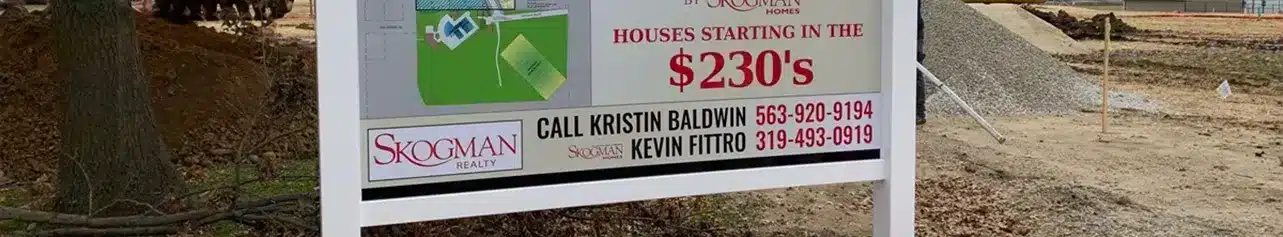 BY SKOGMAN
HOMES
HOUSES STARTING IN THE
$230's
SKOGMAN
REALTY
CALL KRISTIN BALDWIN 563-920-9194
SKOGMAN
HOMES
KEVIN FITTRO 319-493-0919